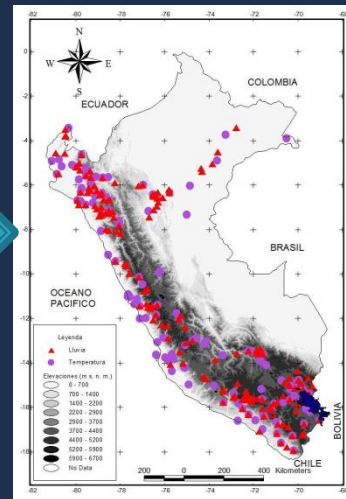 -82 -80 -78 -76 -74 -72 -70 -68
N
W E
S
COLOMBIA
ECUADOR
BRASIL
OCEANO
PACIFICO
BOLIVIA
CHILE
0
-2
-4
-6
-8
-10
-12
-14
-16
Leyenda
Lluvia
Temperatura
Elevaciones (m s. n. m.)
0 - 700
700 - 1400
1400 - 2200
2200 - 2900
2900 - 3700
3700 - 4400
4400 - 5200
5200 - 5900
5900 - 6700
No Data
200 0 200 400 Kilometers
-82 -80 -78 -76 -74 -72 -70 -68